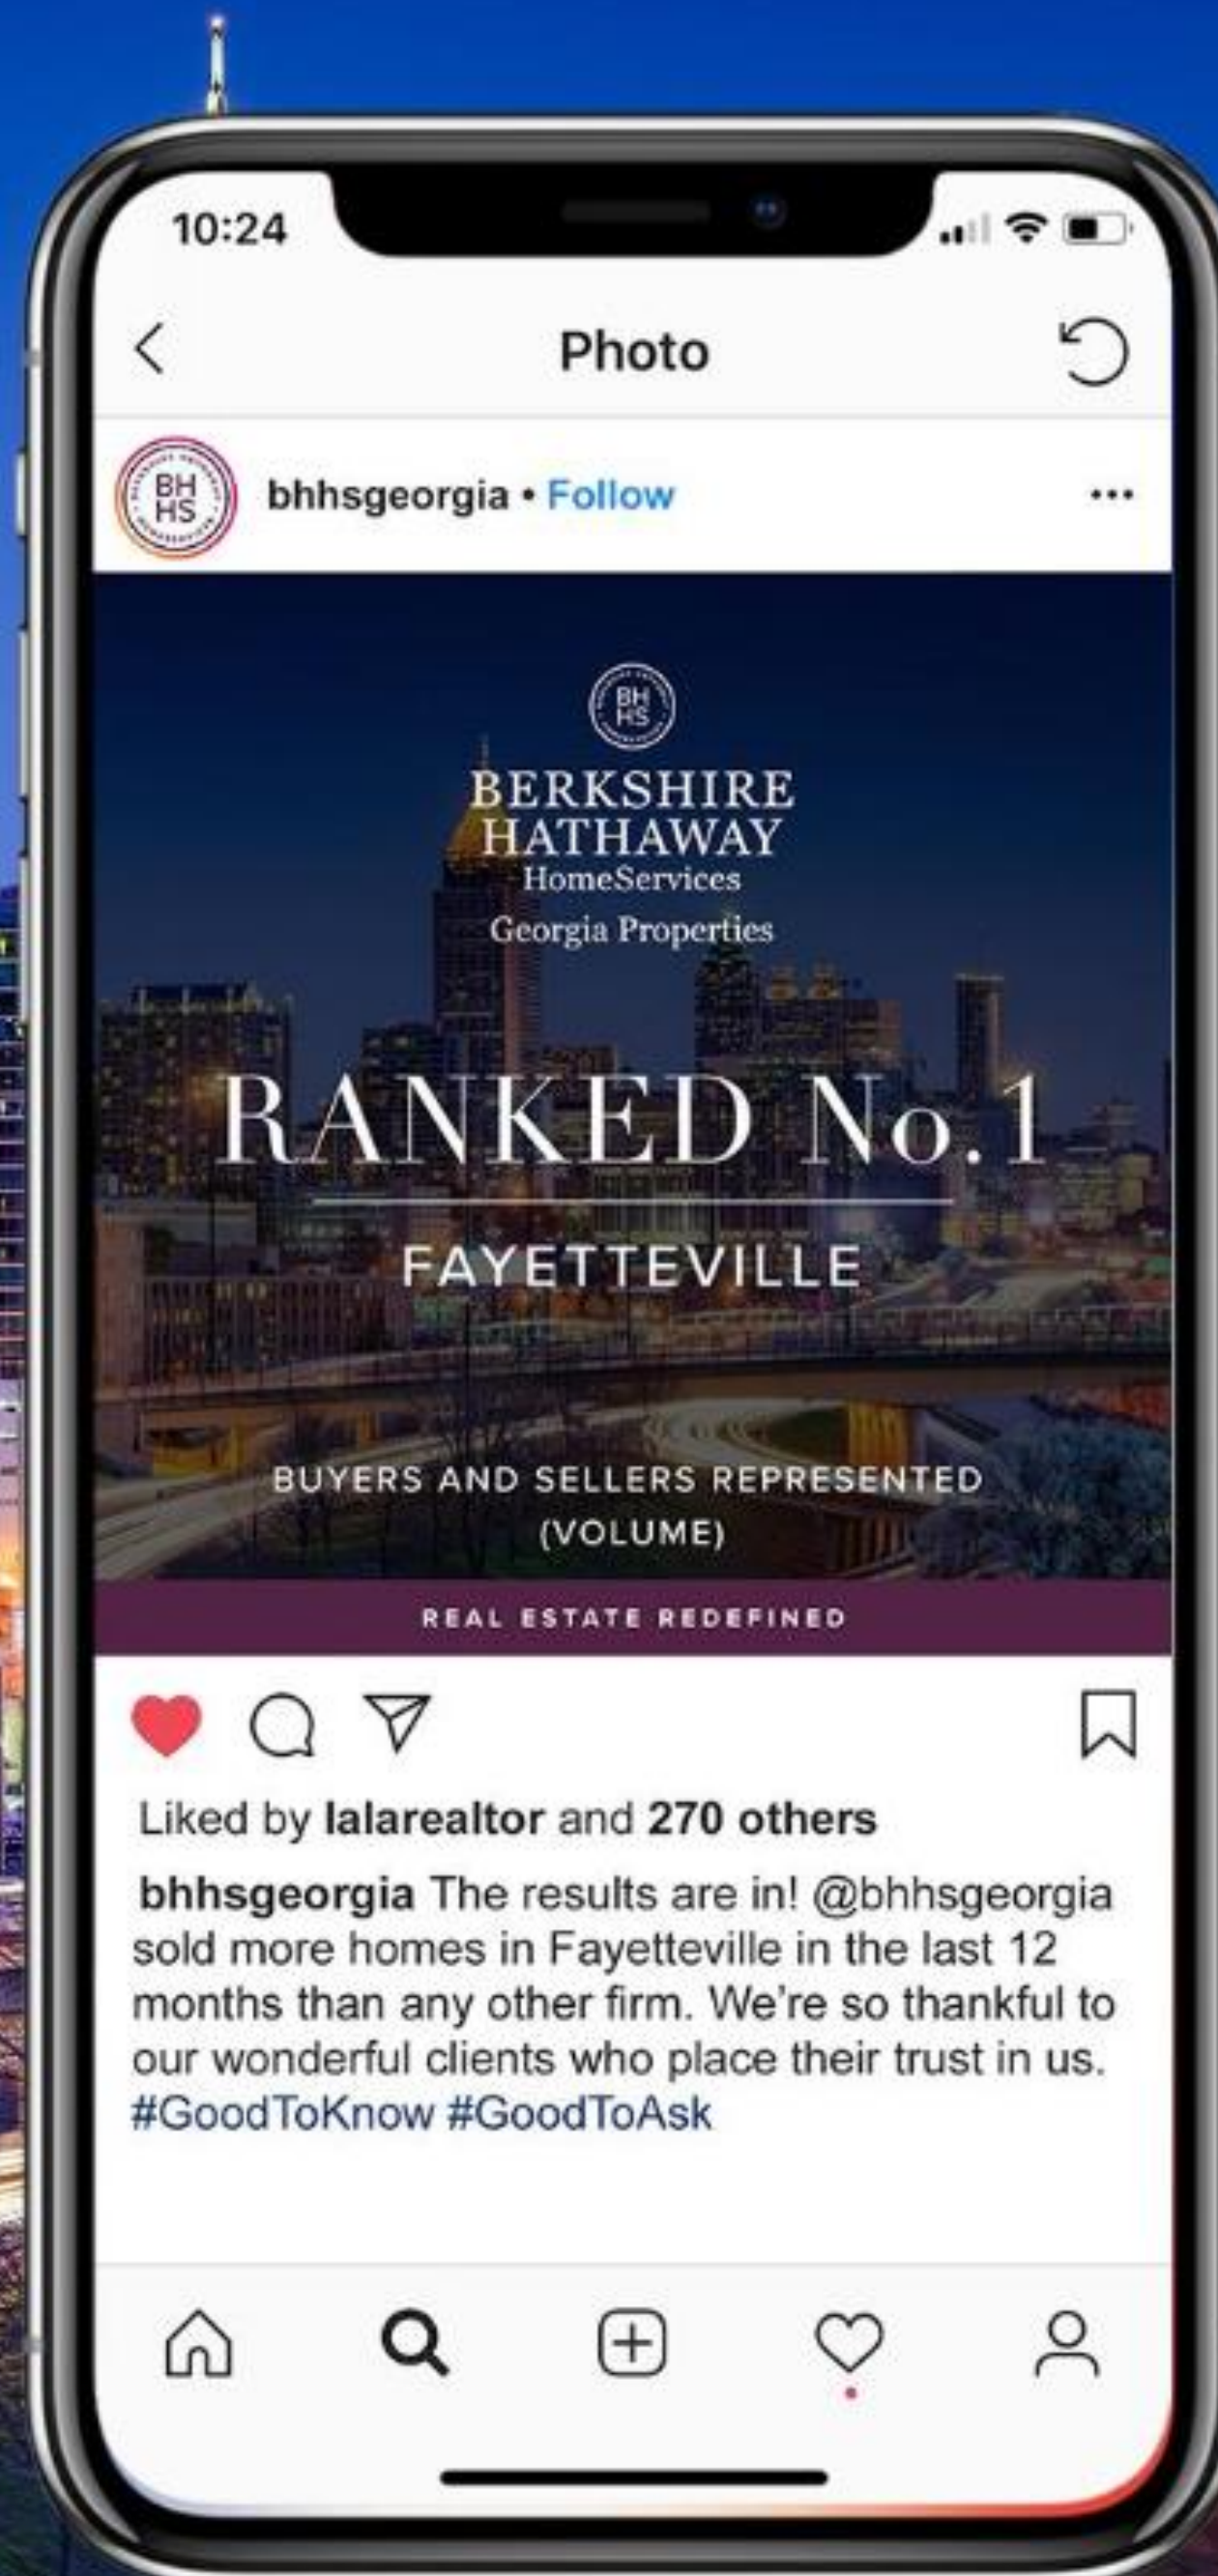 10:24
Photo
BH
HS
bhhsgeorgia • Follow
BH
HS
BERKSHIRE
HATHAWAY
HomeServices
Georgia Properties
RANKED No.1
FAYETTEVILLE
BUYERS AND SELLERS REPRESENTED
(VOLUME)
REAL ESTATE REDEFINED
Liked by lalarealtor and 270 others
bhhsgeorgia The results are in! @bhhsgeorgia
sold more homes in Fayetteville in the last 12
months than any other firm. We're so thankful to
our wonderful clients who place their trust in us.
#GoodToKnow #GoodToAsk